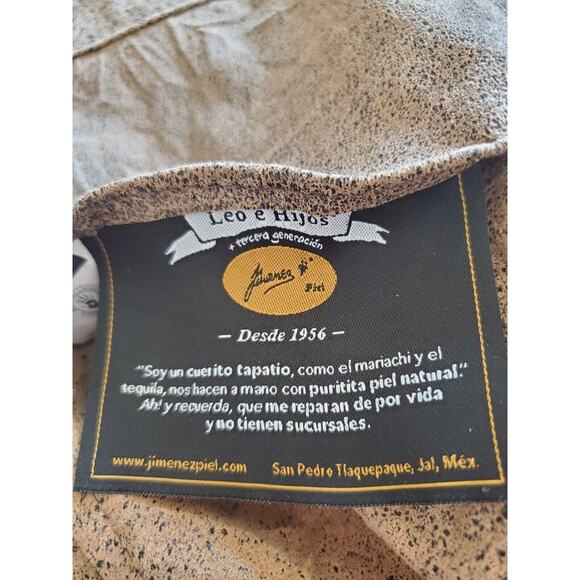 Leo e Hijos
+ tercera generación
Jimenez
Piel
— Desde 1956 —
"Soy un cuerito tapatio, como el mariachi y el
tequila, nos hacen a mano con puritita piel natural."
Ah! y recuerda, que me reparan de por vida
y no tienen sucursales.
www.jimenezpiel.com San Pedro Tlaquepaque, Jal, Méx.